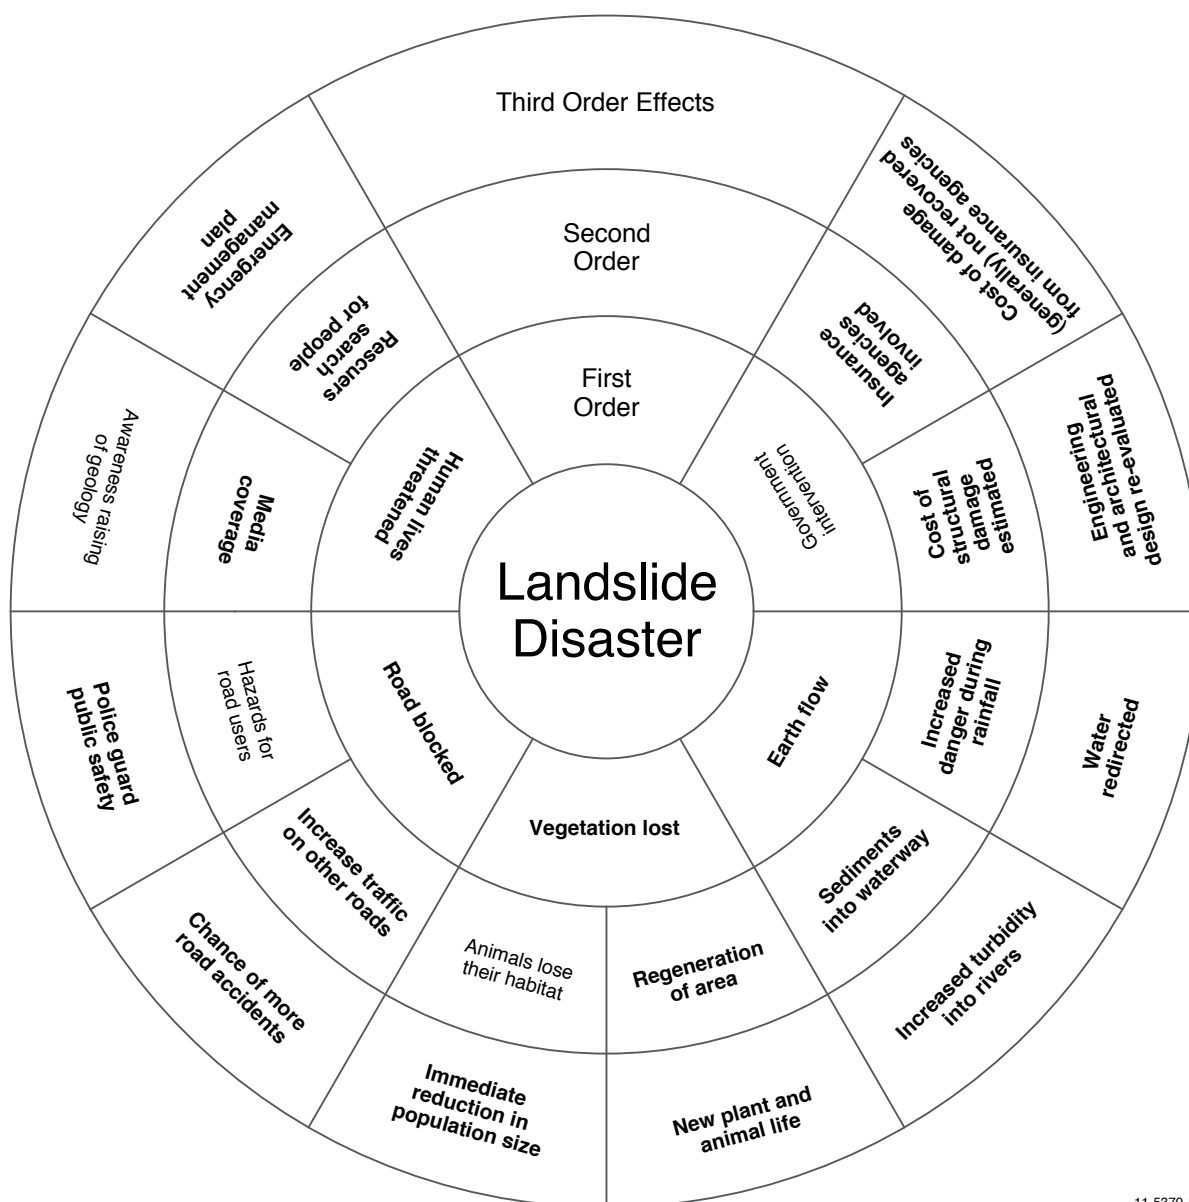 Third Order Effects
Second
Order
First
Order
Landslide
Disaster
Government
intervention
Insurance
agencies
involved
Cost of damage
(generally) not recovered
from insurance agencies
Cost of
structural
damage
estimated
Engineering
and architectural
design re-evaluated
Earth flow
Increased
danger during
rainfall
Water
redirected
Sediments
into waterway
Increased turbidity
into rivers
Vegetation lost
Regeneration
of area
New plant and
animal life
Animals lose
their habitat
Immediate
reduction in
population size
Road blocked
Increase traffic
on other roads
Chance of more
road accidents
Hazards for
road users
Police guard
public safety
Human lives
threatened
Media
coverage
Awareness raising
of geology
Rescuers
search
for people
Emergency
management
plan